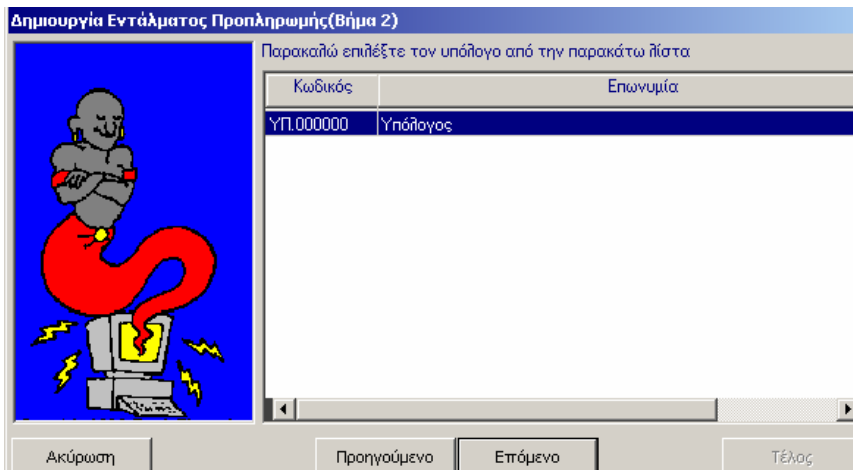 Δημιουργία Εντάλματος Προπληρωμής(Βήμα 2)
Παρακαλώ επιλέξτε τον υπόλογο από την παρακάτω λίστα
Κωδικός Επωνυμία
ΥΠ.000000 Υπόλογος
Ακύρωση Προηγούμενο Επόμενο Τέλος